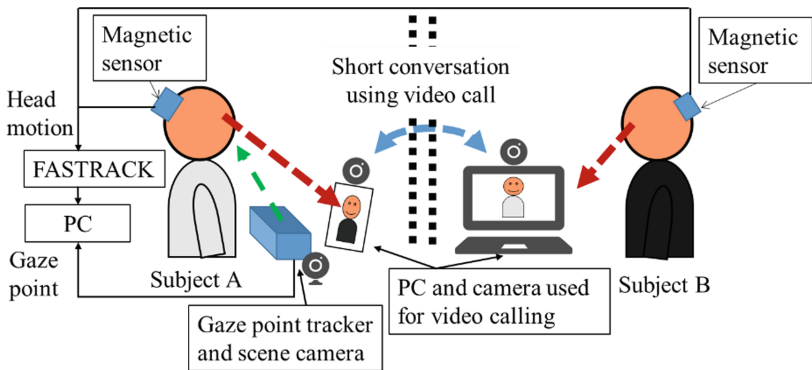 Magnetic
sensor
Magnetic
sensor
Short conversation
using video call
Head
motion
FASTRACK
PC
Gaze
point
Subject A
Subject B
PC and camera used
for video calling
Gaze point tracker
and scene camera